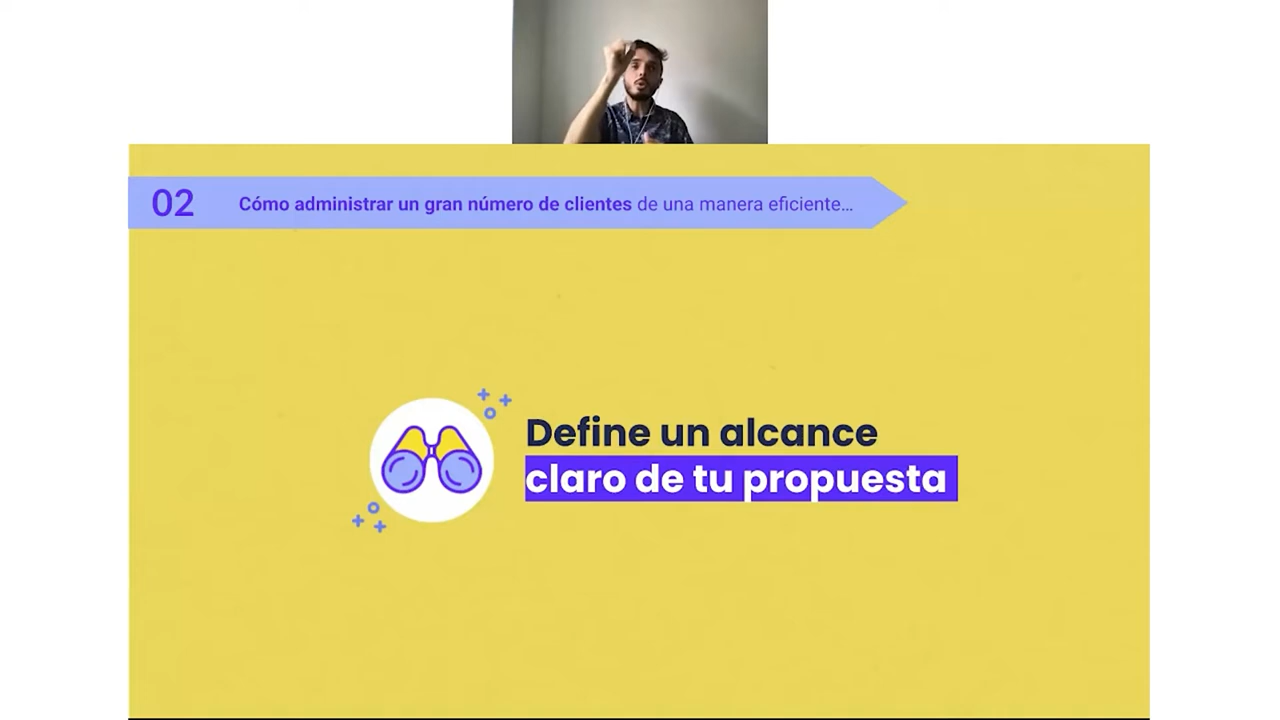 02
Cómo administrar un gran número de clientes de una manera eficiente...
Define un alcance
claro de tu propuesta